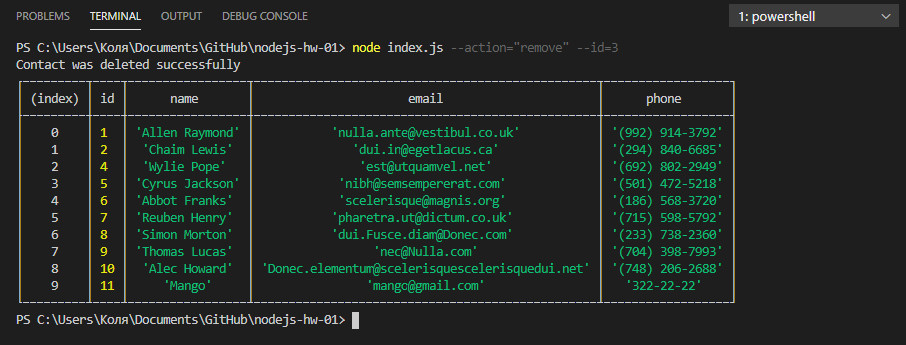 PROBLEMS TERMINAL OUTPUT DEBUG CONSOLE 1: powershell
PS C:\Users\Коля\Documents\GitHub\nodejs-hw-01> node index.js --action="remove" --id=3
Contact was deleted successfully
(index) id name email phone
0 1 'Allen Raymond' 'nulla.ante@vestibul.co.uk' '(992) 914-3792'
1 2 'Chaim Lewis' 'dui.in@egetlacus.ca' '(294) 840-6685'
2 4 'Wylie Pope' 'est@utquamvel.net' '(692) 802-2949'
3 5 'Cyrus Jackson' 'nibh@semsempererat.com' '(501) 472-5218'
4 6 'Abbot Franks' 'scelerisque@magnis.org' '(186) 568-3720'
5 7 'Reuben Henry' 'pharetra.ut@dictum.co.uk' '(715) 598-5792'
6 8 'Simon Morton' 'dui.Fusce.diam@Donec.com' '(233) 738-2360'
7 9 'Thomas Lucas' 'nec@Nulla.com' '(704) 398-7993'
8 10 'Alec Howard' 'Donec.elementum@scelerisquescelerisquedui.net' '(748) 206-2688'
9 11 'Mango' 'mango@gmail.com' '322-22-22'
PS C:\Users\Коля\Documents\GitHub\nodejs-hw-01>